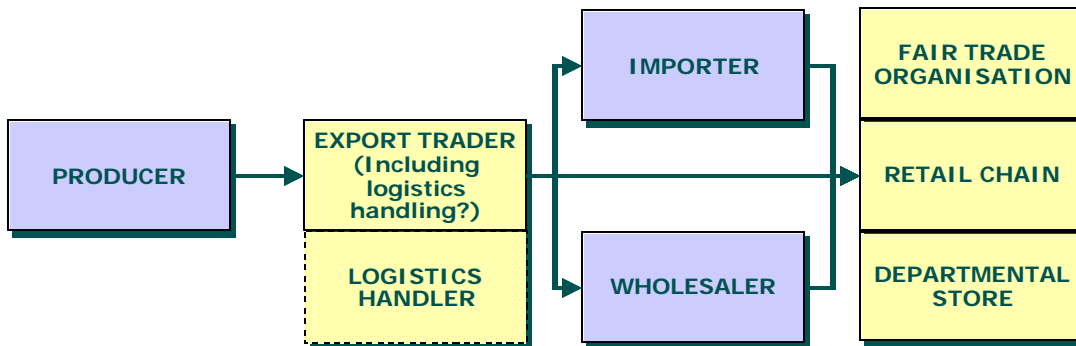 PRODUCER
EXPORT TRADER
(Including
logistics
handling?)
LOGISTICS
HANDLER
IMPORTER
WHOLESALER
FAIR TRADE
ORGANISATION
RETAIL CHAIN
DEPARTMENTAL
STORE